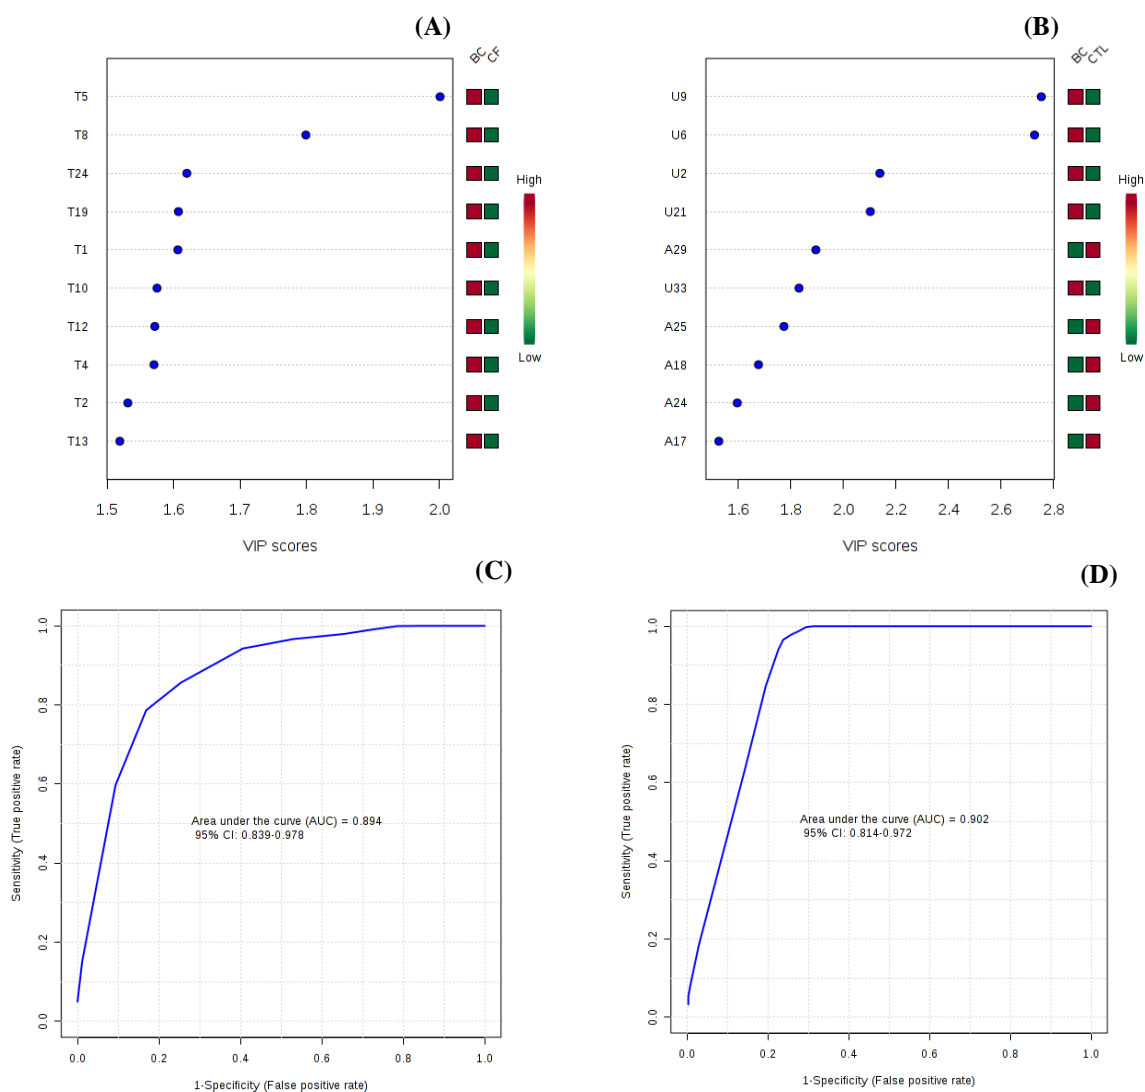 (A)
BC CF
T5
T8
T24
T19
T1
T10
T12
T4
T2
T13
High
Low
1.5 1.6 1.7 1.8 1.9 2.0
VIP scores
(B)
BC CTL
U9
U6
U2
U21
A29
U33
A25
A18
A24
A17
High
Low
1.6 1.8 2.0 2.2 2.4 2.6 2.8
VIP scores
(C)
Sensitivity (True positive rate)
1.0
0.8
0.6
0.4
0.2
0.0
Area under the curve (AUC) = 0.894
95% CI: 0.839-0.978
0.0 0.2 0.4 0.6 0.8 1.0
1-Specificity (False positive rate)
(D)
Sensitivity (True positive rate)
1.0
0.8
0.6
0.4
0.2
0.0
Area under the curve (AUC) = 0.902
95% CI: 0.814-0.972
0.0 0.2 0.4 0.6 0.8 1.0
1-Specificity (False positive rate)